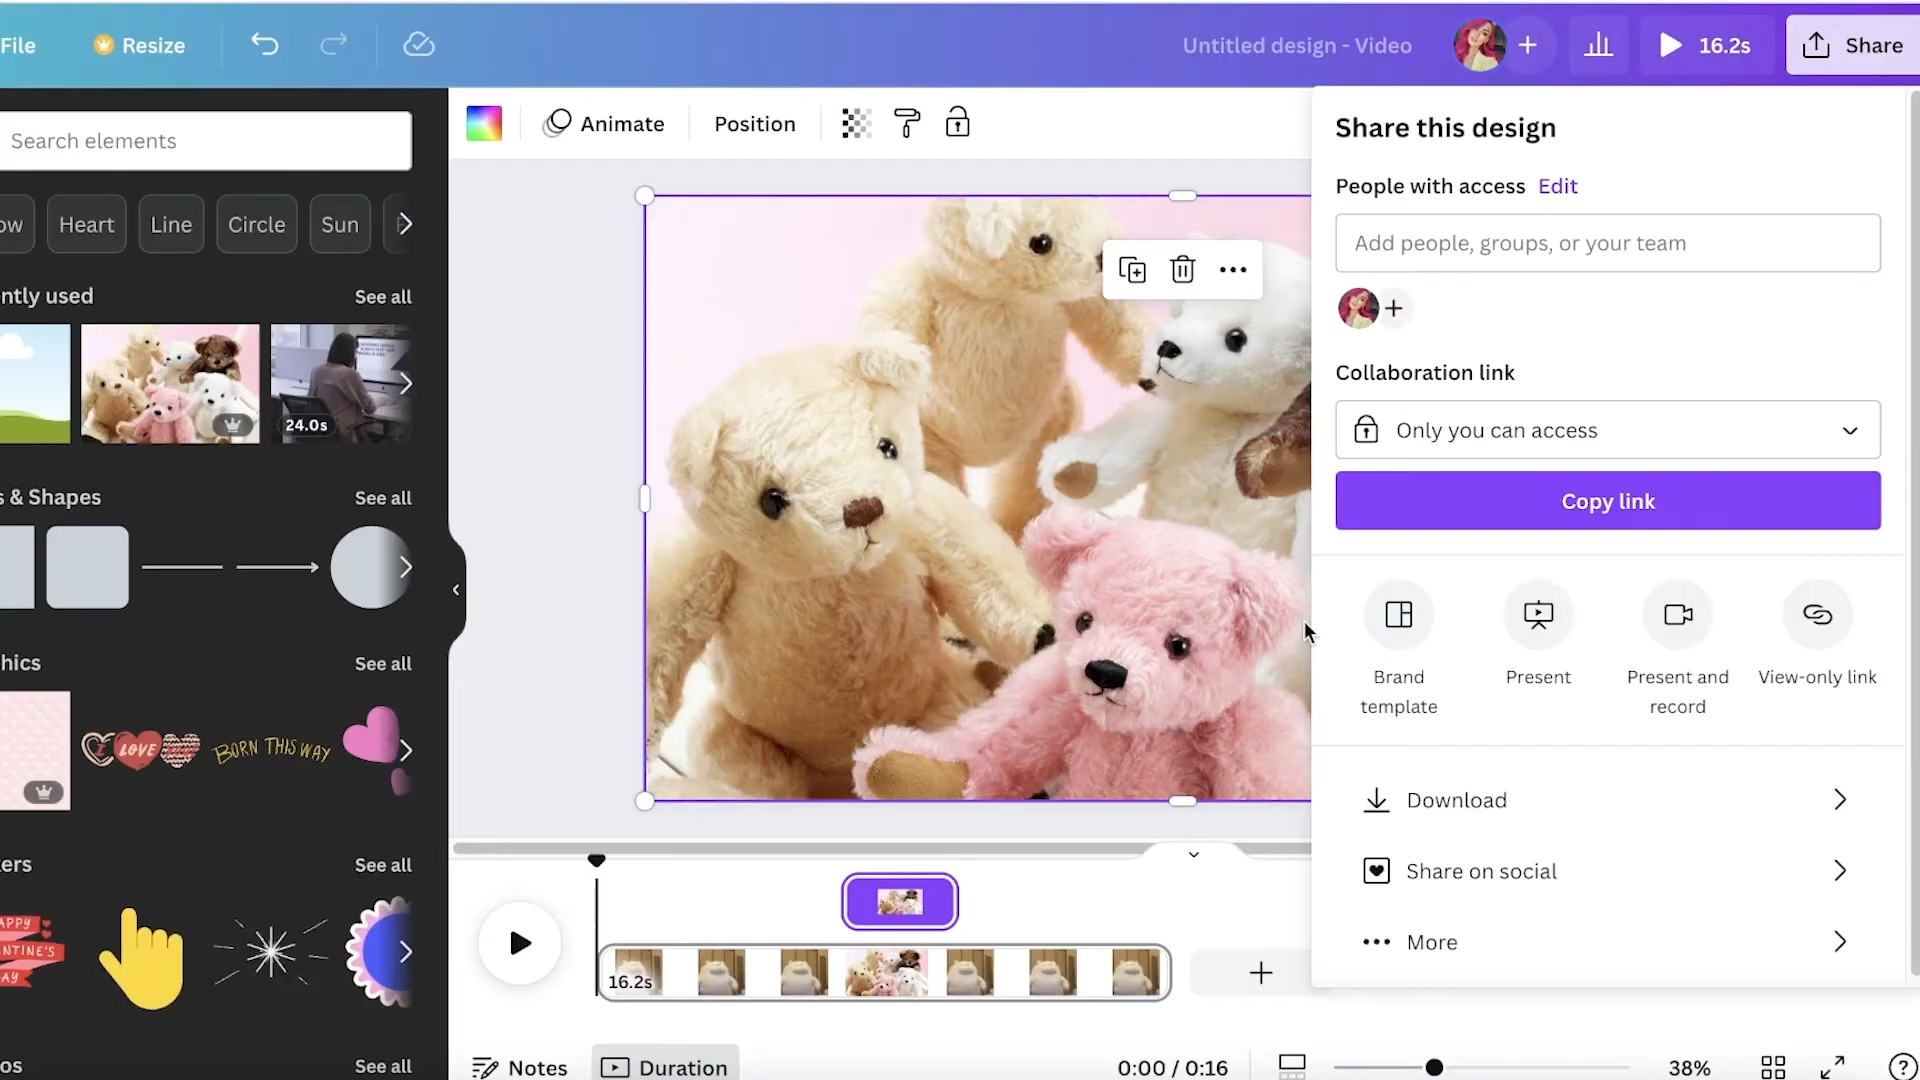 File
Resize
Untitled design - Video
16.2s
Share
Search elements
ow
Heart
Line
Circle
Sun
ntly used
See all
24.0s
s & Shapes
See all
hics
See all
I LOVE
BORN THIS WAY
ers
See all
APPY
ENTINE'S
AY
os
See all
Animate
Position
Share this design
People with access Edit
Add people, groups, or your team
Collaboration link
Only you can access
Copy link
Brand
template
Present
Present and
record
View-only link
Download
Share on social
More
16.2s
Notes
Duration
0:00 / 0:16
38%